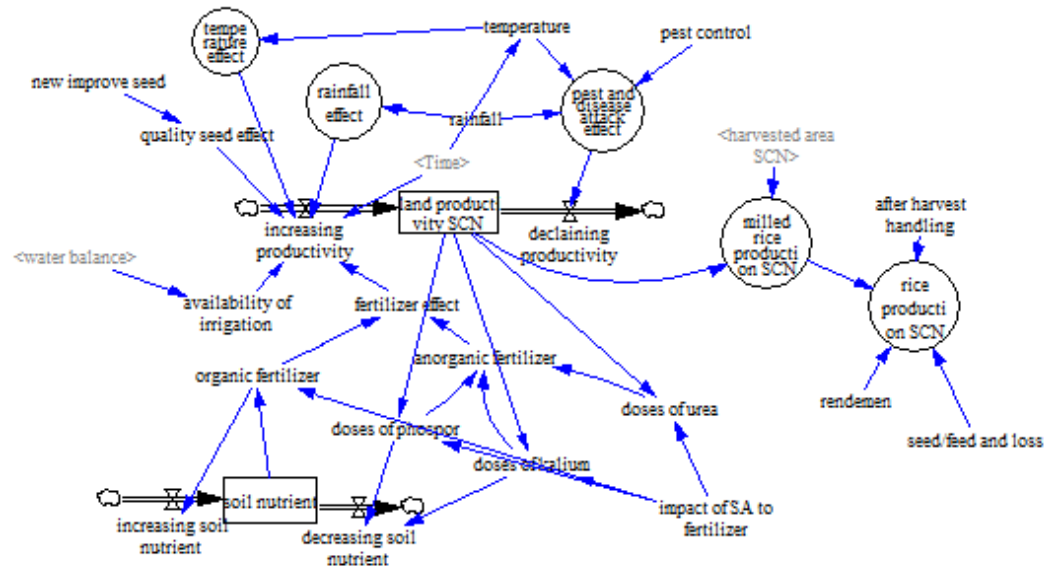 tempe
rature
effect
temperature
pest control
new improve seed
rainfall
effect
rainfall
pest and
disease
attack
effect
quality seed effect
<Time>
<harvested area
SCN>
land producti
vity SCN
increasing
productivity
declaining
productivity
milled
rice
producti
on SCN
after harvest
handling
<water balance>
availability of
irrigation
fertilizer effect
rice
producti
on SCN
organic fertilizer
anorganic fertilizer
rendemen
doses of urea
doses of phospor
seed/feed and loss
doses of kalium
soil nutrient
impact of SA to
fertilizer
increasing soil
nutrient
decreasing soil
nutrient